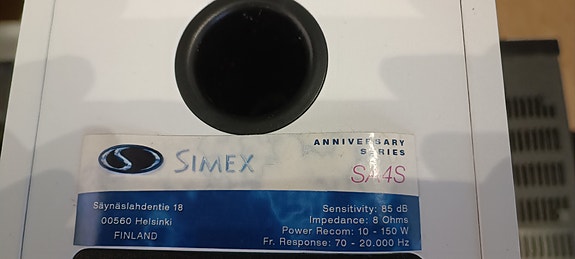 ANNIVERSARY
SERIES
SIMEX
SA4S
Säynäslahdentie 18
00560 Helsinki
FINLAND
Sensitivity: 85 dB
Impedance: 8 Ohms
Power Recom: 10 - 150 W
Fr. Response: 70 - 20.000 Hz